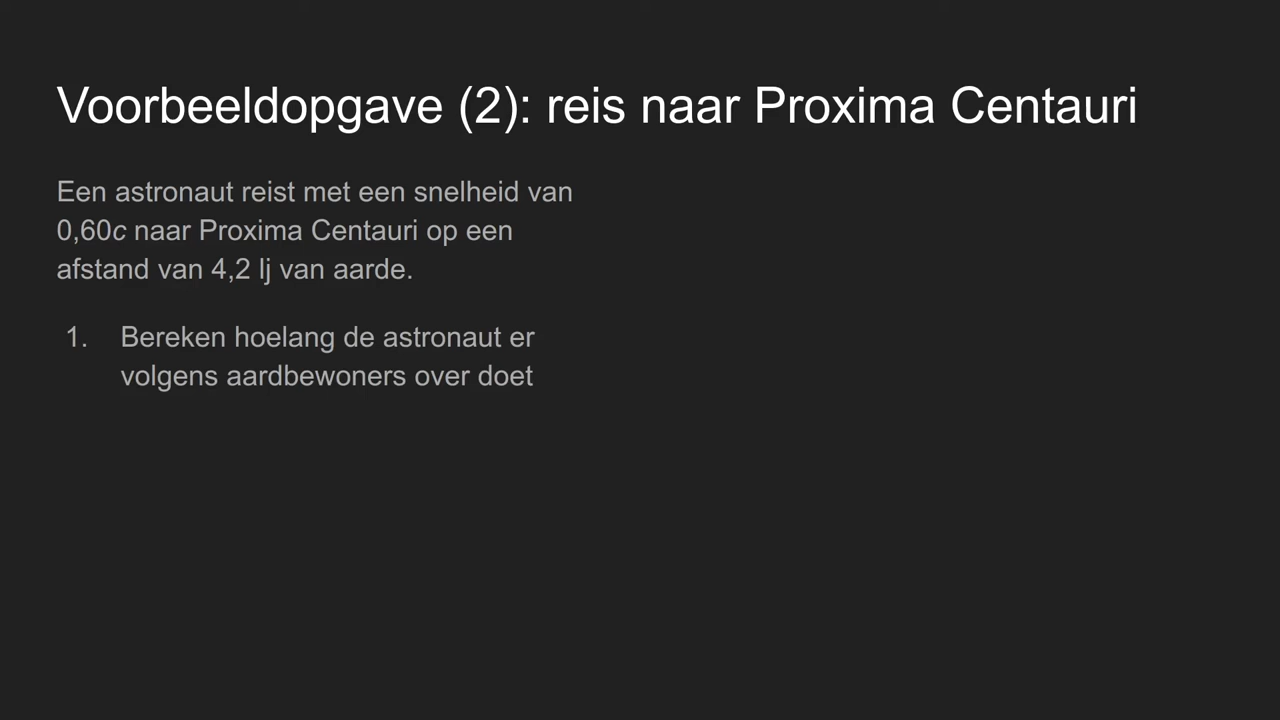 Voorbeeldopgave (2): reis naar Proxima Centauri
Een astronaut reist met een snelheid van
0,60c naar Proxima Centauri op een
afstand van 4,2 lj van aarde.
1. Bereken hoelang de astronaut er
volgens aardbewoners over doet